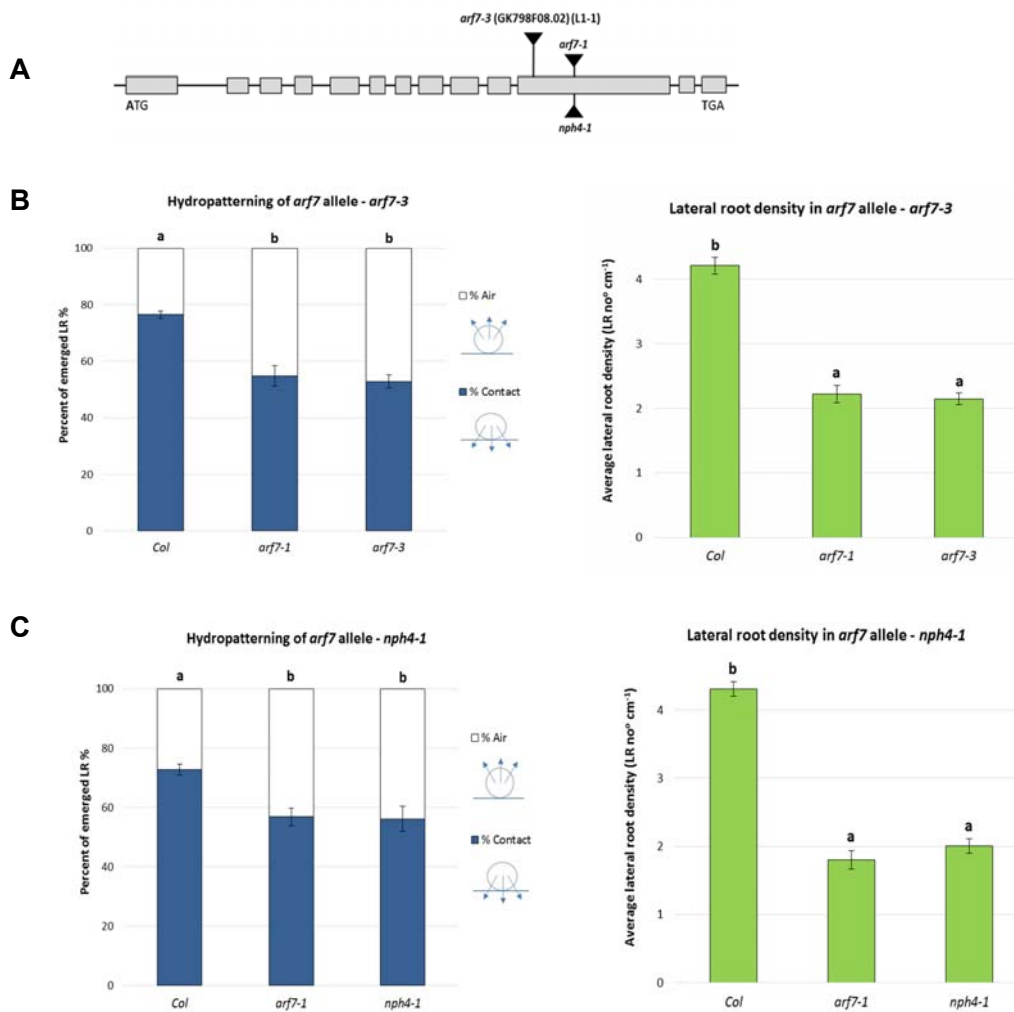 A
arf7-3 (GK798F08.02) (L1-1)
arf7-1
ATG
TGA
nph4-1
B
Hydropatterning of arf7 allele - arf7-3
Percent of emerged LR %
100
80
60
40
20
0
a
b
b
Col
arf7-1
arf7-3
% Air
% Contact
Lateral root density in arf7 allele - arf7-3
Average lateral root density (LR noº cm⁻¹)
4
3
2
1
0
b
a
a
Col
arf7-1
arf7-3
C
Hydropatterning of arf7 allele - nph4-1
Percent of emerged LR %
100
80
60
40
20
0
a
b
b
Col
arf7-1
nph4-1
% Air
% Contact
Lateral root density in arf7 allele - nph4-1
Average lateral root density (LR noº cm⁻¹)
4
3
2
1
0
b
a
a
Col
arf7-1
nph4-1